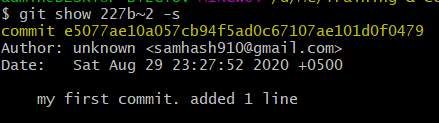 $ git show 227b~2 -s
commit e5077ae10a057cb94f5ad0c67107ae101d0f0479
Author: unknown <samhash910@gmail.com>
Date:   Sat Aug 29 23:27:52 2020 +0500

    my first commit. added 1 line